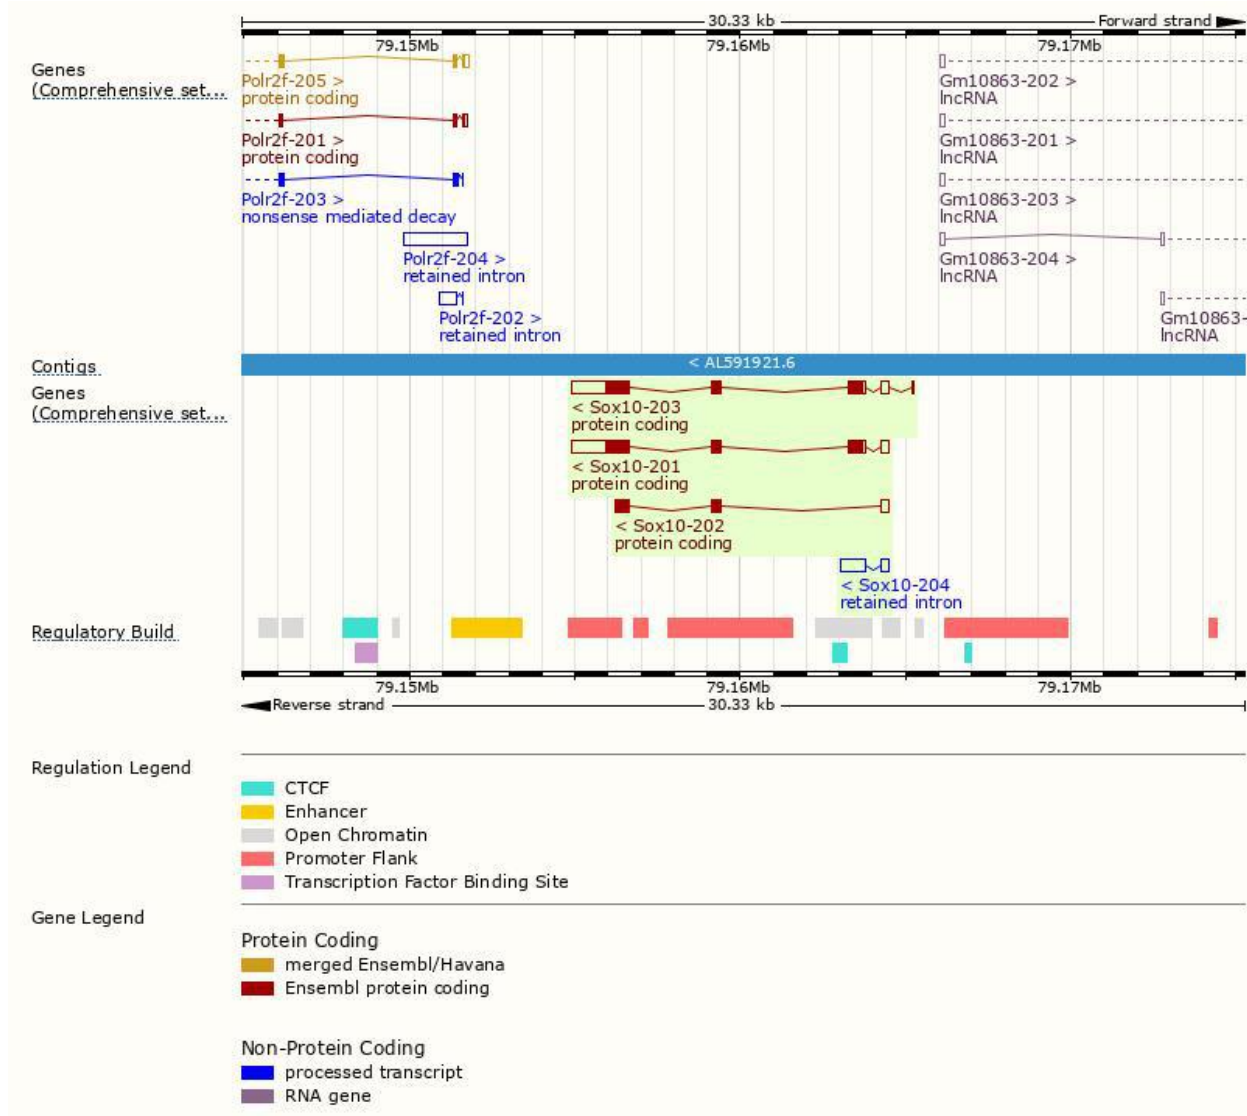 30.33 kb Forward strand
79.15Mb 79.16Mb 79.17Mb
Genes
(Comprehensive set...
Polr2f-205 >
protein coding
Polr2f-201 >
protein coding
Polr2f-203 >
nonsense mediated decay
Polr2f-204 >
retained intron
Polr2f-202 >
retained intron
Gm10863-202 >
lncRNA
Gm10863-201 >
lncRNA
Gm10863-203 >
lncRNA
Gm10863-204 >
lncRNA
Gm10863-
lncRNA
Contigs
< AL591921.6
Genes
(Comprehensive set...
< Sox10-203
protein coding
< Sox10-201
protein coding
< Sox10-202
protein coding
< Sox10-204
retained intron
Regulatory Build
79.15Mb 79.16Mb 79.17Mb
Reverse strand 30.33 kb
Regulation Legend
CTCF
Enhancer
Open Chromatin
Promoter Flank
Transcription Factor Binding Site
Gene Legend
Protein Coding
merged Ensembl/Havana
Ensembl protein coding
Non-Protein Coding
processed transcript
RNA gene